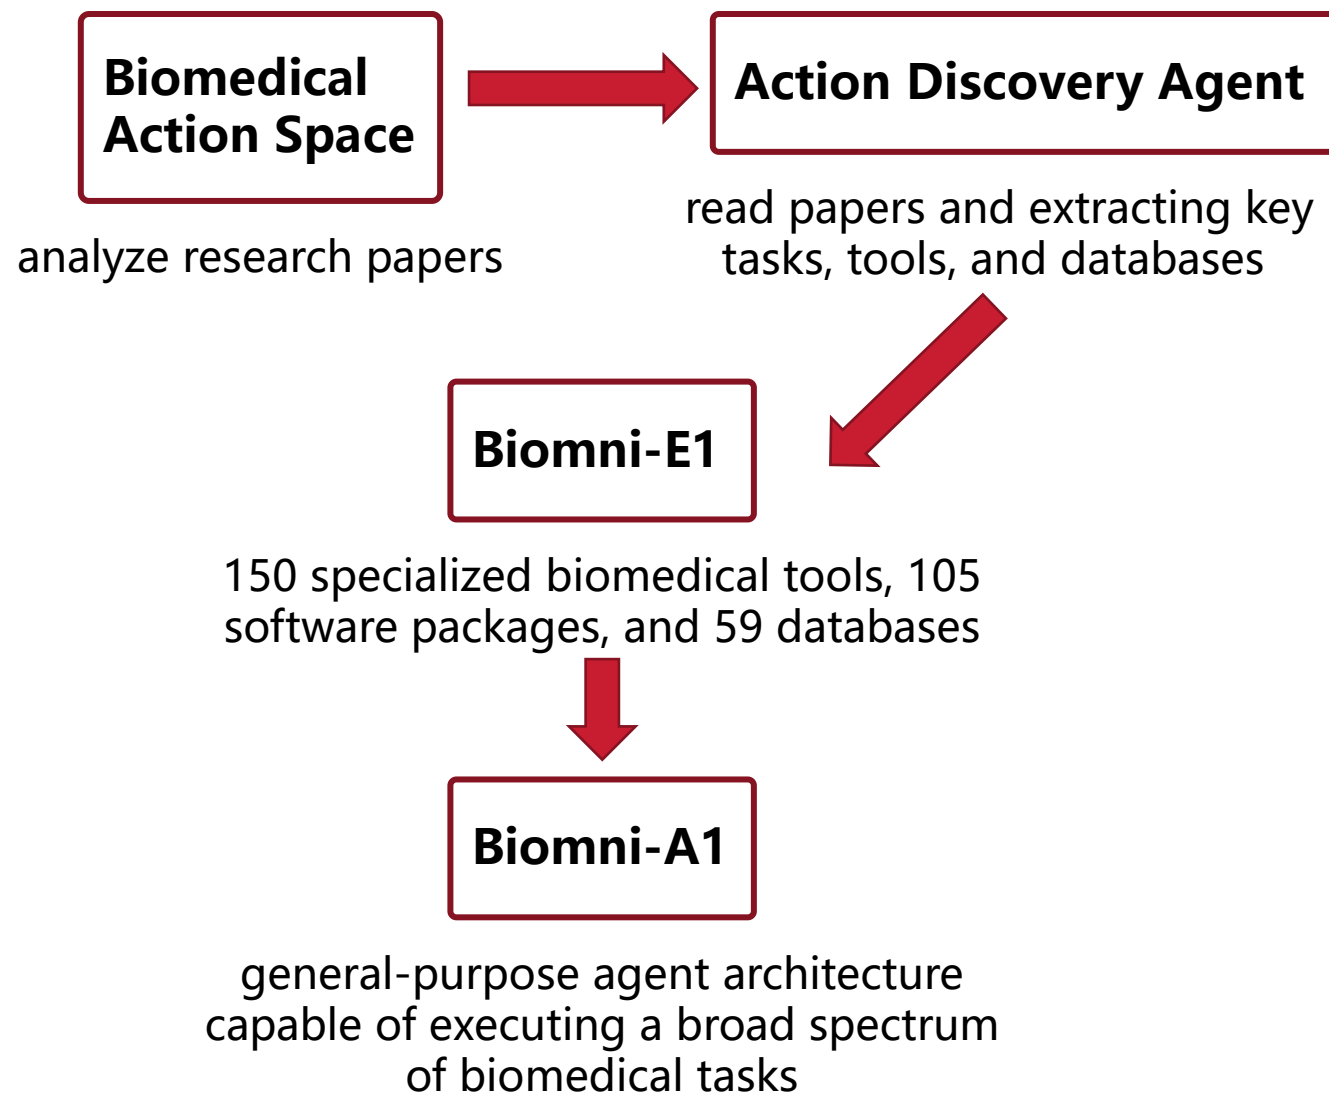 Biomedical
Action Space
Action Discovery Agent
analyze research papers
read papers and extracting key
tasks, tools, and databases
Biomni-E1
150 specialized biomedical tools, 105
software packages, and 59 databases
Biomni-A1
general-purpose agent architecture
capable of executing a broad spectrum
of biomedical tasks